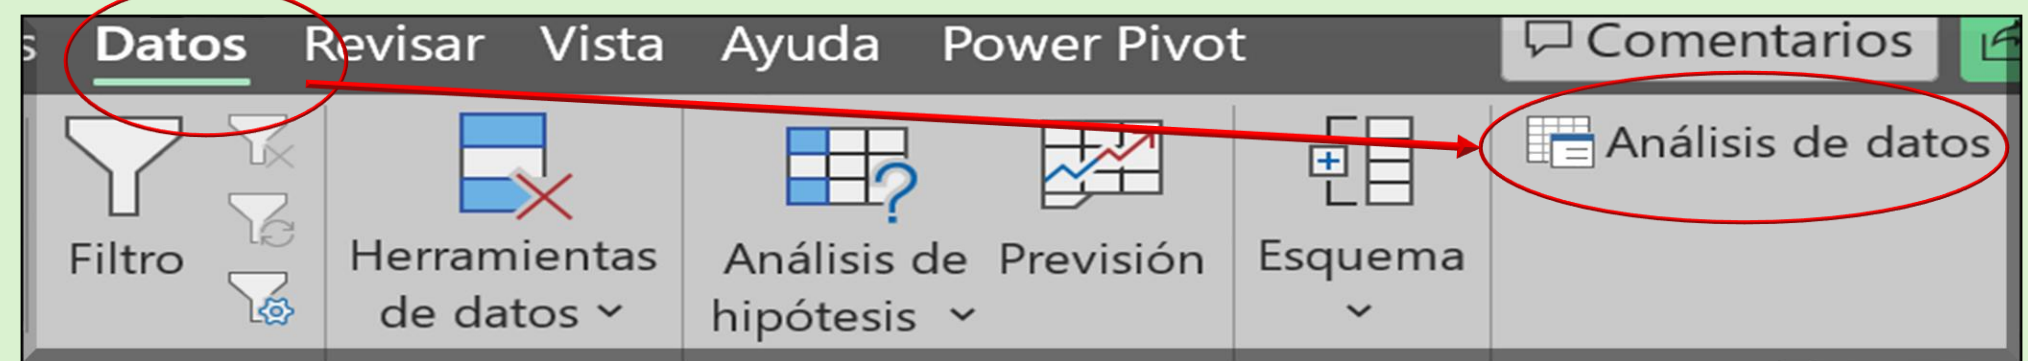 s Datos Revisar Vista Ayuda Power Pivot Comentarios
Análisis de datos
Filtro
Herramientas
de datos
Análisis de
hipótesis
Previsión
Esquema